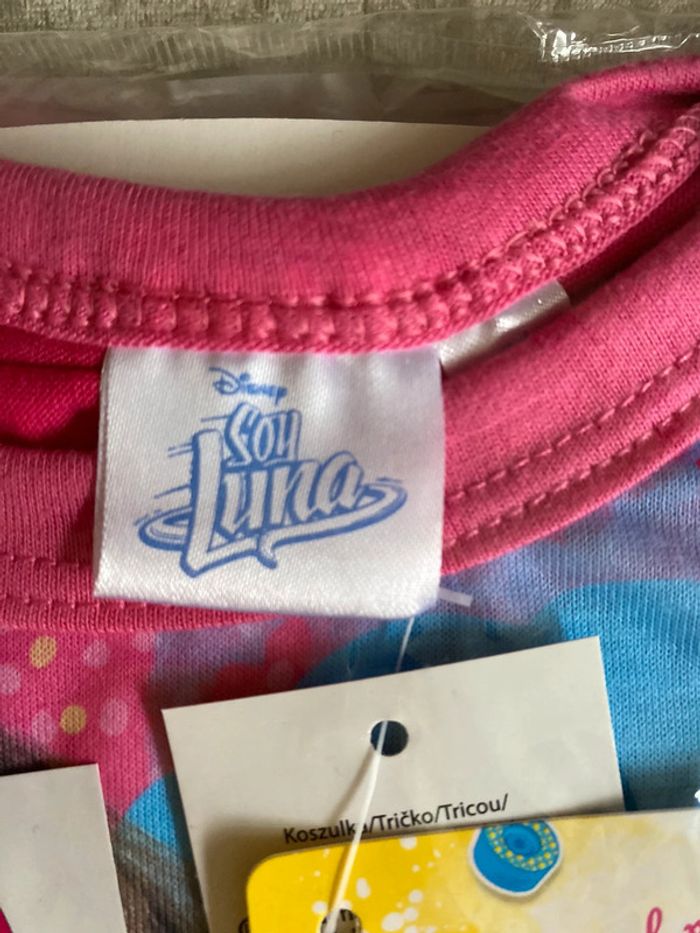 Disney
Soy
Luna
Koszulka/Tričko/Tricou/